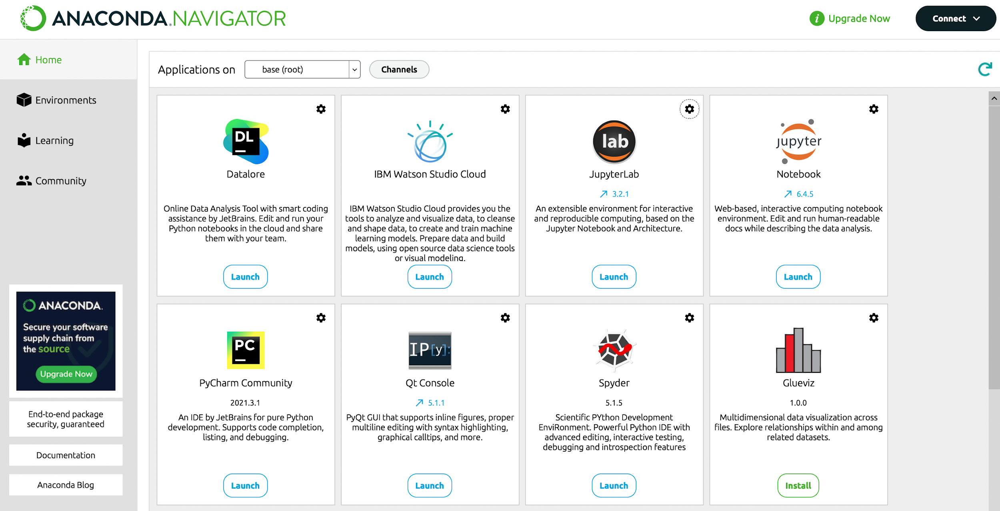 ANACONDA.NAVIGATOR
i Upgrade Now
Connect
Home
Environments
Learning
Community
Applications on
base (root)
Channels
DL
Datalore
Online Data Analysis Tool with smart coding
assistance by JetBrains. Edit and run your
Python notebooks in the cloud and share
them with your team.
Launch
IBM Watson Studio Cloud
IBM Watson Studio Cloud provides you the
tools to analyze and visualize data, to cleanse
and shape data, to create and train machine
learning models. Prepare data and build
models, using open source data science tools
or visual modeling.
Launch
lab
JupyterLab
3.2.1
An extensible environment for interactive
and reproducible computing, based on the
Jupyter Notebook and Architecture.
Launch
jupyter
Notebook
6.4.5
Web-based, interactive computing notebook
environment. Edit and run human-readable
docs while describing the data analysis.
Launch
PC
PyCharm Community
2021.3.1
An IDE by JetBrains for pure Python
development. Supports code completion,
listing, and debugging.
Launch
IP[y]:
Qt Console
5.1.1
PyQt GUI that supports inline figures, proper
multiline editing with syntax highlighting,
graphical calltips, and more.
Launch
Spyder
5.1.5
Scientific PYthon Development
EnviRonment. Powerful Python IDE with
advanced editing, interactive testing,
debugging and introspection features
Launch
Glueviz
1.0.0
Multidimensional data visualization across
files. Explore relationships within and among
related datasets.
Install
ANACONDA.
Secure your software
supply chain from
the source
Upgrade Now
End-to-end package
security, guaranteed
Documentation
Anaconda Blog